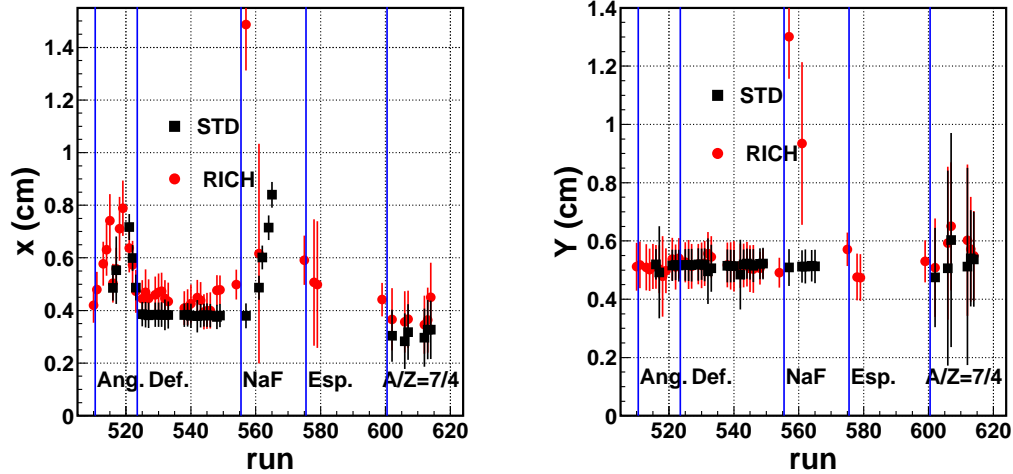 x (cm)
1.4
1.2
1
0.8
0.6
0.4
0.2
0
STD
RICH
Ang. Def. NaF Esp. A/Z=7/4
520 540 560 580 600 620
run
Y (cm)
1.4
1.2
1
0.8
0.6
0.4
0.2
0
STD
RICH
Ang. Def. NaF Esp. A/Z=7/4
520 540 560 580 600 620
run